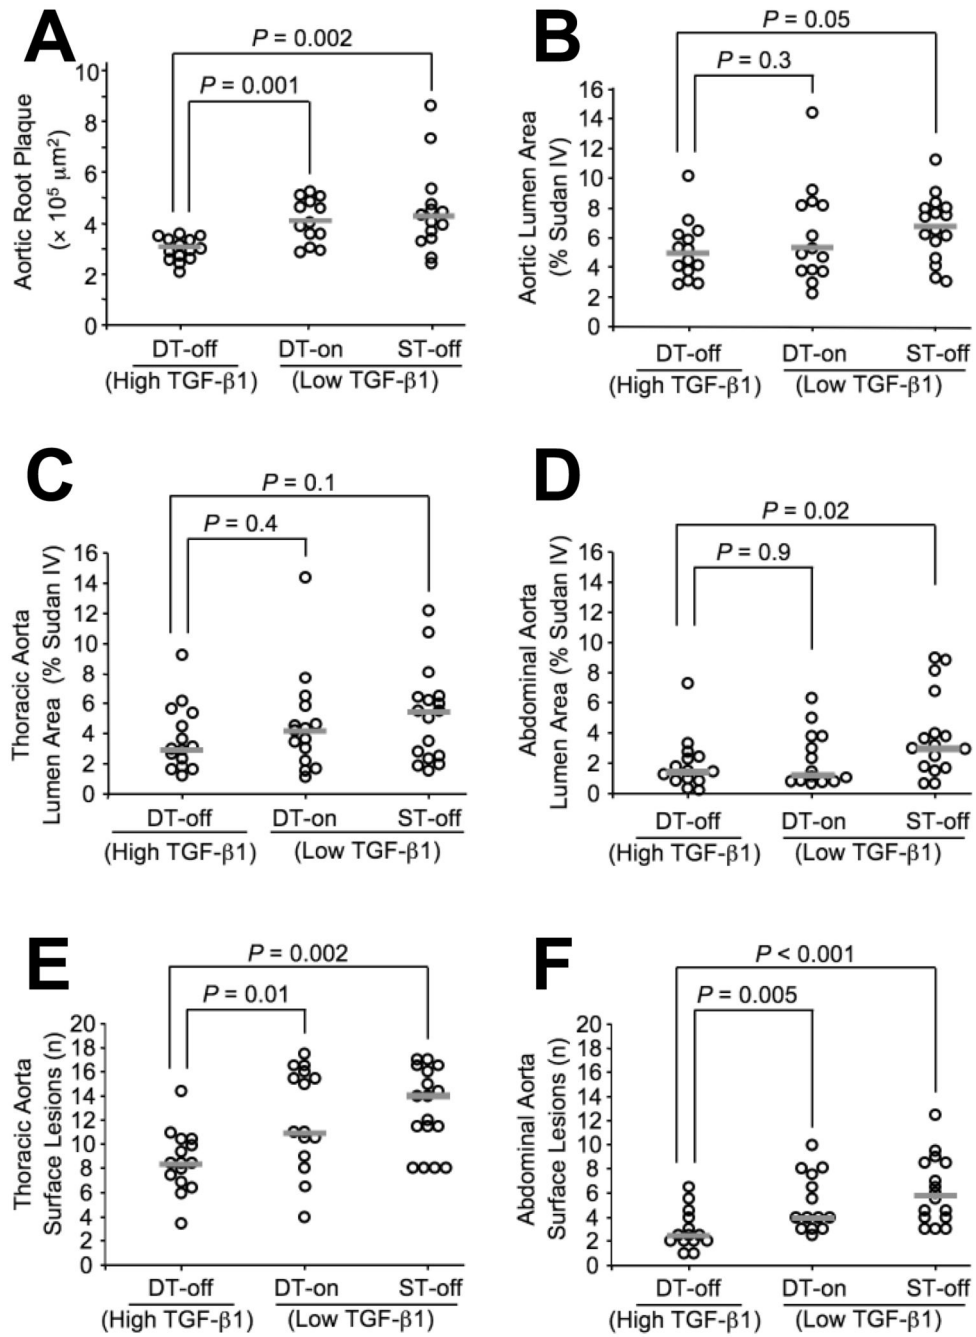 A
P = 0.002
P = 0.001
Aortic Root Plaque
(× 10⁵ μm²)
10
8
6
4
2
0
DT-off
DT-on
ST-off
(High TGF-β1)
(Low TGF-β1)
B
P = 0.05
P = 0.3
Aortic Lumen Area
(% Sudan IV)
16
14
12
10
8
6
4
2
0
DT-off
DT-on
ST-off
(High TGF-β1)
(Low TGF-β1)
C
P = 0.1
P = 0.4
Thoracic Aorta
Lumen Area (% Sudan IV)
16
14
12
10
8
6
4
2
0
DT-off
DT-on
ST-off
(High TGF-β1)
(Low TGF-β1)
D
P = 0.02
P = 0.9
Abdominal Aorta
Lumen Area (% Sudan IV)
16
14
12
10
8
6
4
2
0
DT-off
DT-on
ST-off
(High TGF-β1)
(Low TGF-β1)
E
P = 0.002
P = 0.01
Thoracic Aorta
Surface Lesions (n)
20
18
16
14
12
10
8
6
4
2
0
DT-off
DT-on
ST-off
(High TGF-β1)
(Low TGF-β1)
F
P < 0.001
P = 0.005
Abdominal Aorta
Surface Lesions (n)
20
18
16
14
12
10
8
6
4
2
0
DT-off
DT-on
ST-off
(High TGF-β1)
(Low TGF-β1)